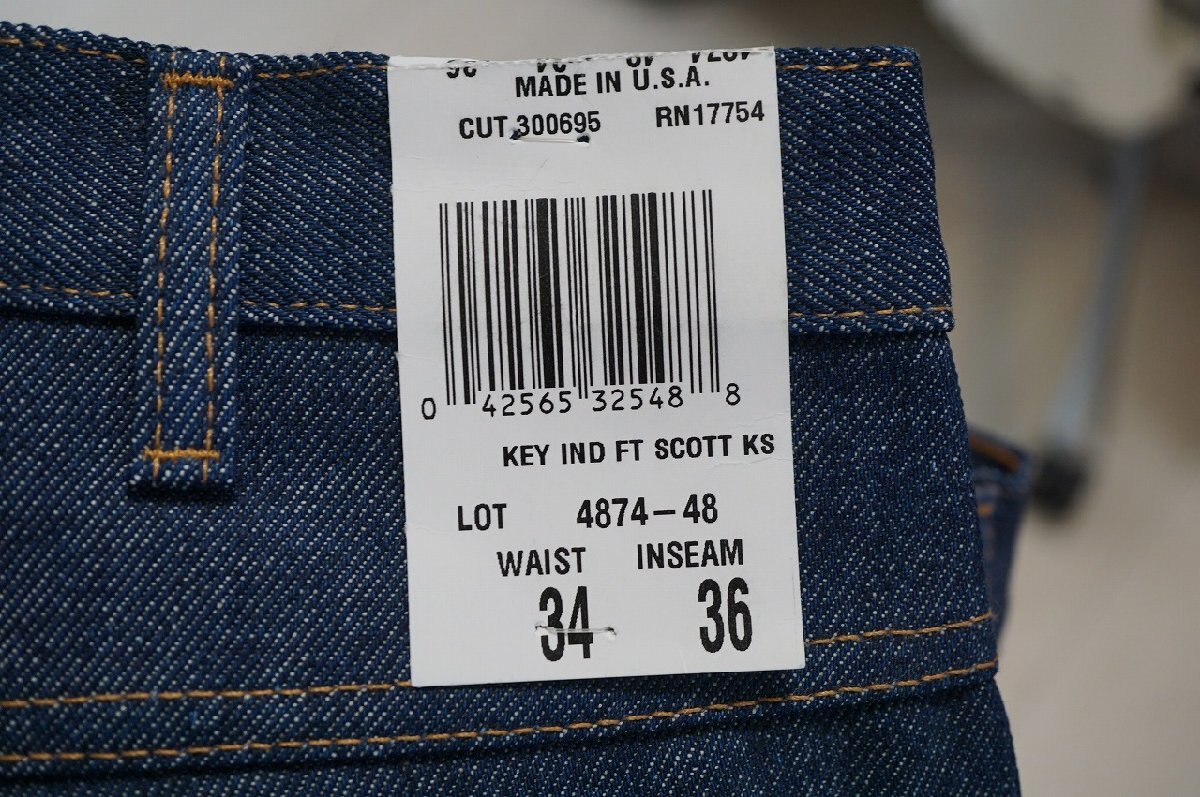 MADE IN U.S.A.
CUT 300695 RN17754
0 42565 32548 8
KEY IND FT SCOTT KS
LOT 4874-48
WAIST INSEAM
34 36